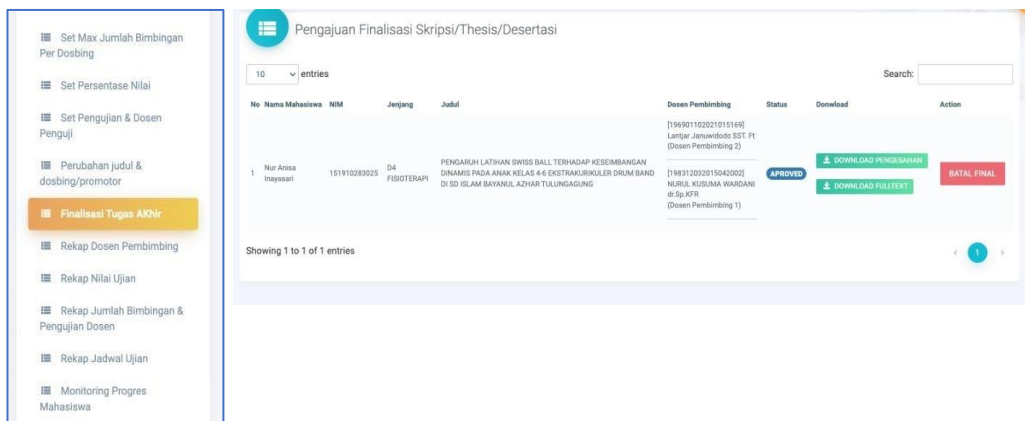 Set Max Jumlah Bimbingan
Per Dosbing
Set Persentase Nilai
Set Pengujian & Dosen
Penguji
Perubahan judul &
dosbing/promotor
Finalisasi Tugas AKhir
Rekap Dosen Pembimbing
Rekap Nilai Ujian
Rekap Jumlah Bimbingan &
Pengujian Dosen
Rekap Jadwal Ujian
Monitoring Progres
Mahasiswa
Pengajuan Finalisasi Skripsi/Thesis/Desertasi
10 entries
Search:
No Nama Mahasiswa NIM Jenjang Judul Dosen Pembimbing Status Donwload Action
1 Nur Anisa
Inayasari
151910283025
D4
FISIOTERAPI
PENGARUH LATIHAN SWISS BALL TERHADAP KESEIMBANGAN
DINAMIS PADA ANAK KELAS 4-6 EKSTRAKURIKULER DRUM BAND
DI SD ISLAM BAYANUL AZHAR TULUNGAGUNG
[196901102021015169]
Lantjar Januwidodo SST. Ft
(Dosen Pembimbing 2)
[198312032015042002]
NURUL KUSUMA WARDANI
dr.Sp.KFR
(Dosen Pembimbing 1)
APROVED
DOWNLOAD PENGESAHAN
DOWNLOAD FULLTEXT
BATAL FINAL
Showing 1 to 1 of 1 entries
‹ 1 ›